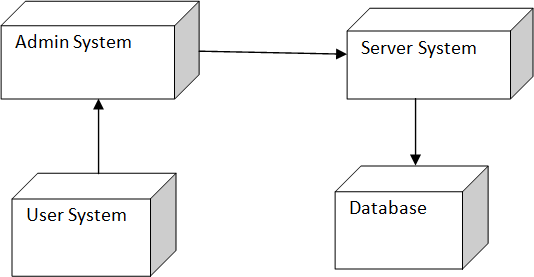 Admin System
Server System
User System
Database